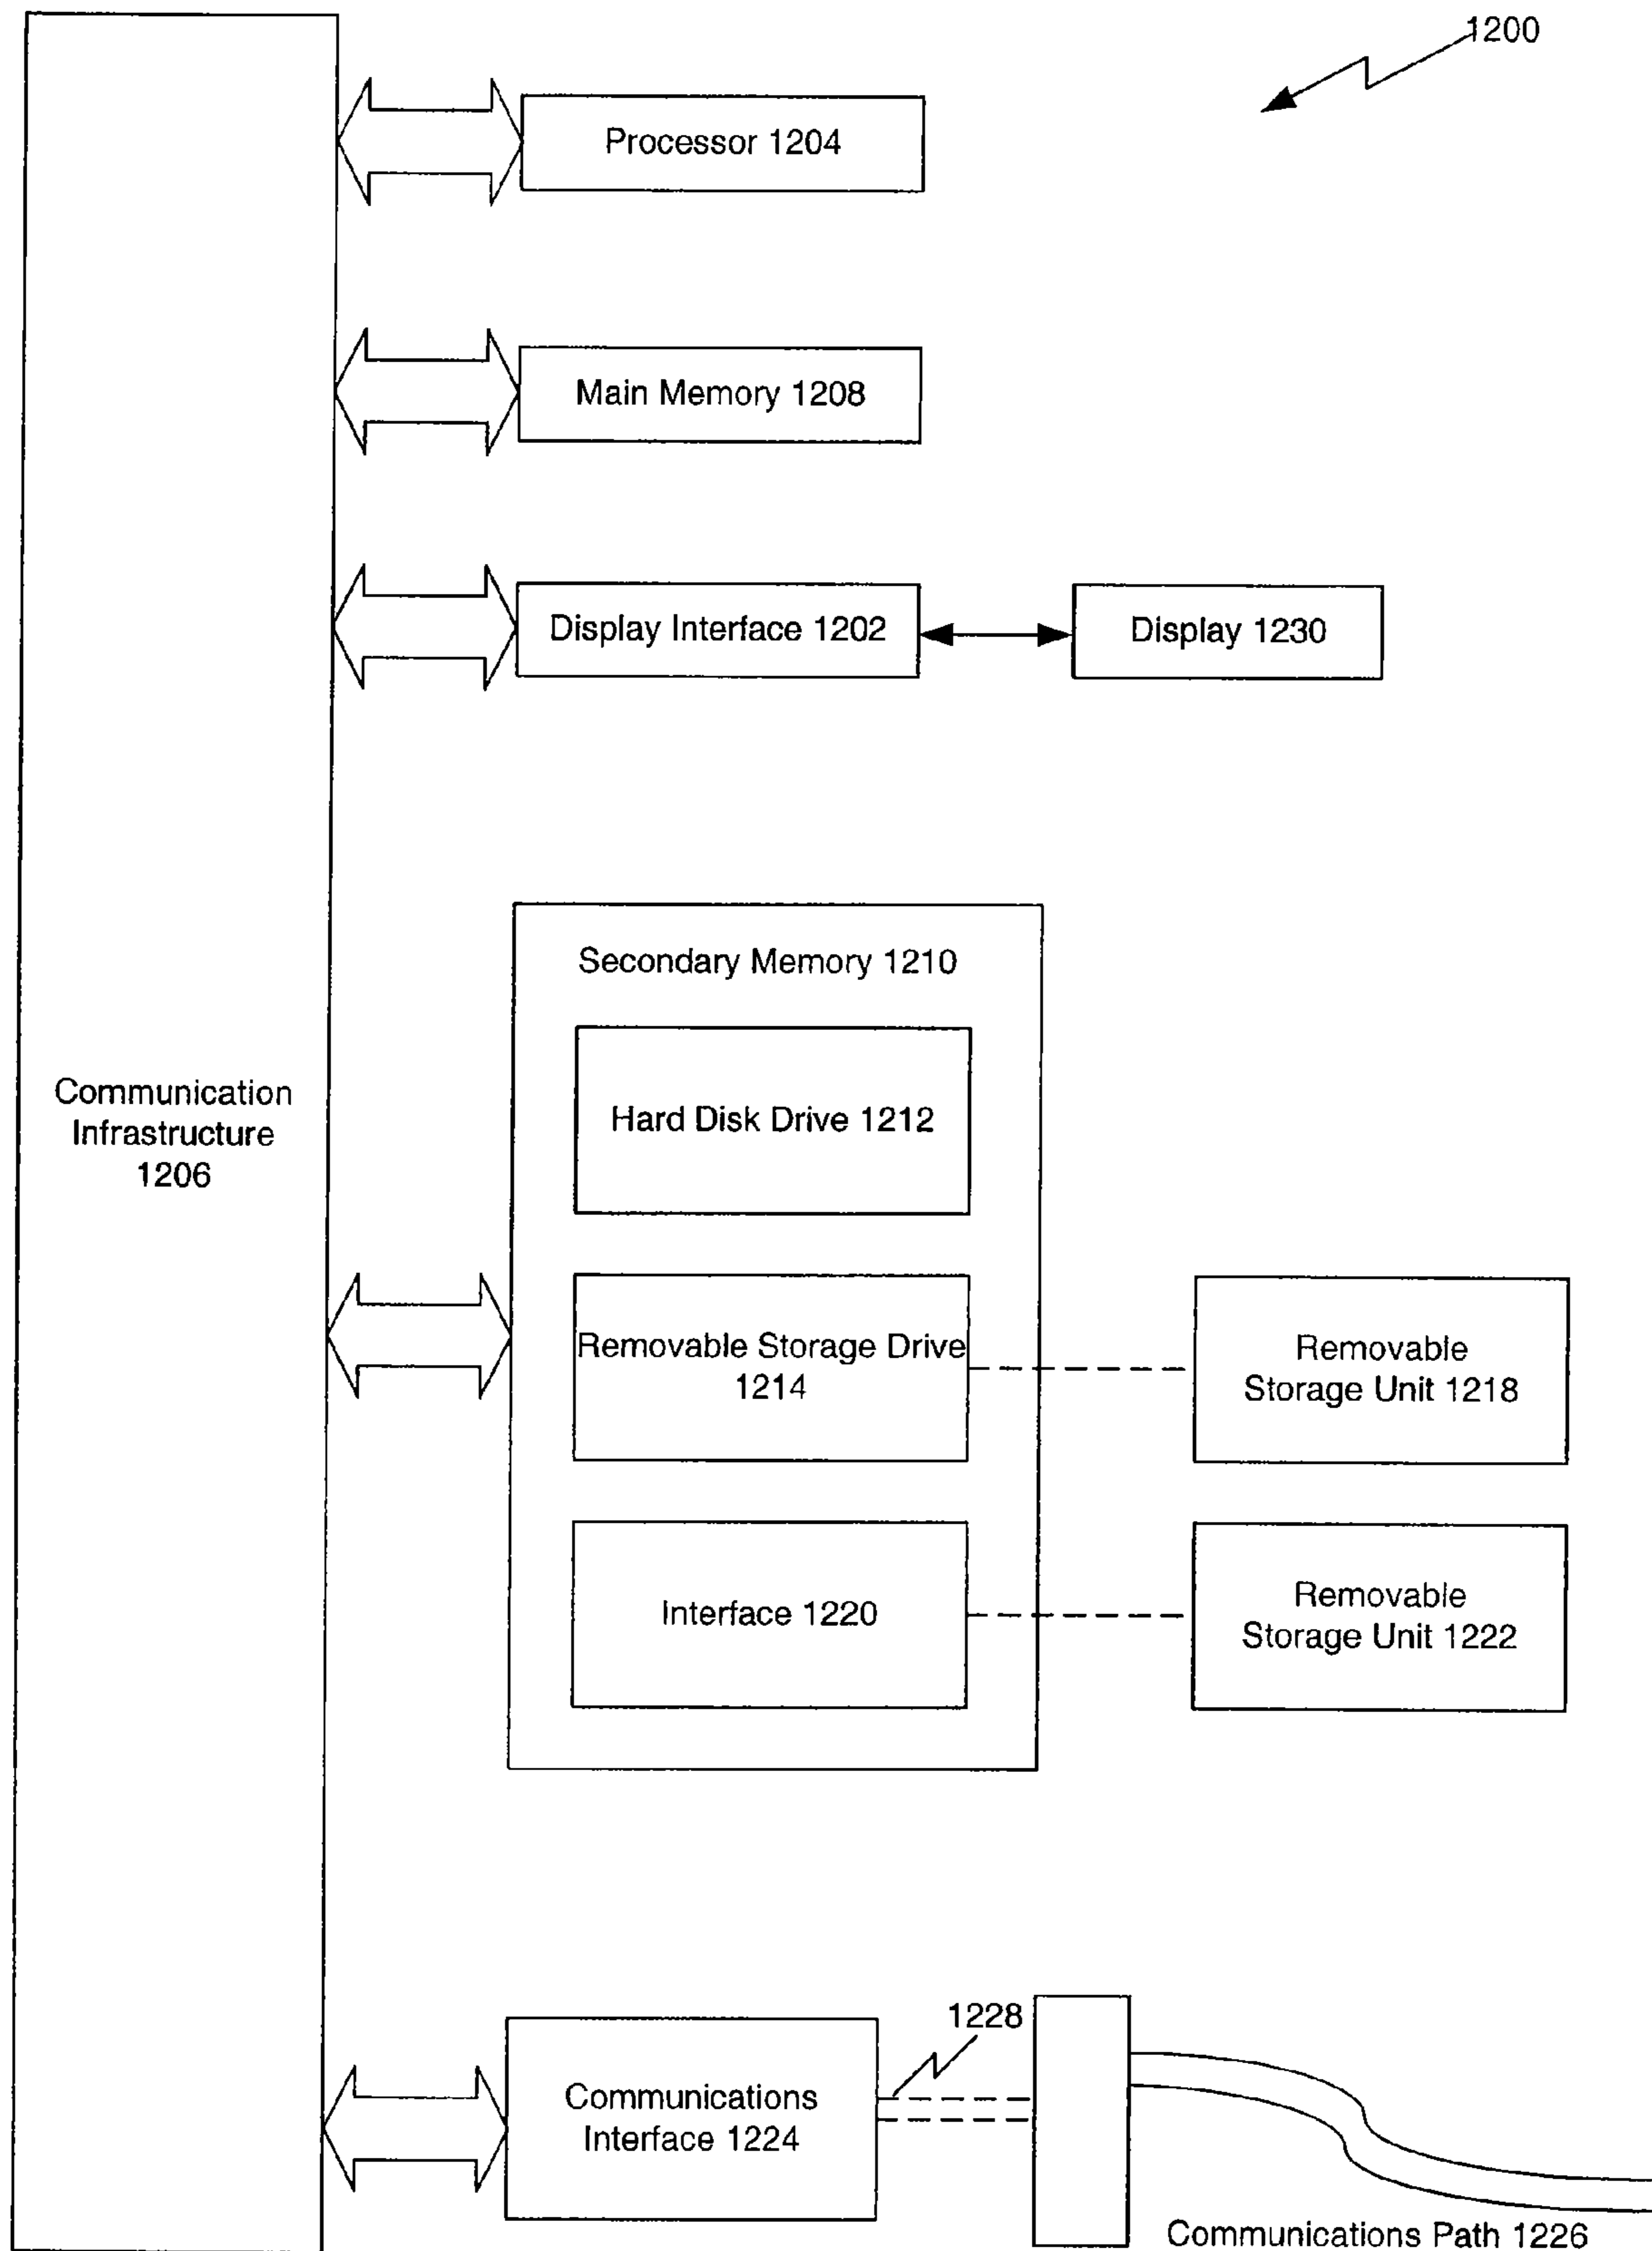 1200
Processor 1204
Main Memory 1208
Display Interface 1202
Display 1230
Secondary Memory 1210
Communication
Infrastructure
1206
Hard Disk Drive 1212
Removable Storage Drive
1214
Removable
Storage Unit 1218
Interface 1220
Removable
Storage Unit 1222
1228
Communications
Interface 1224
Communications Path 1226